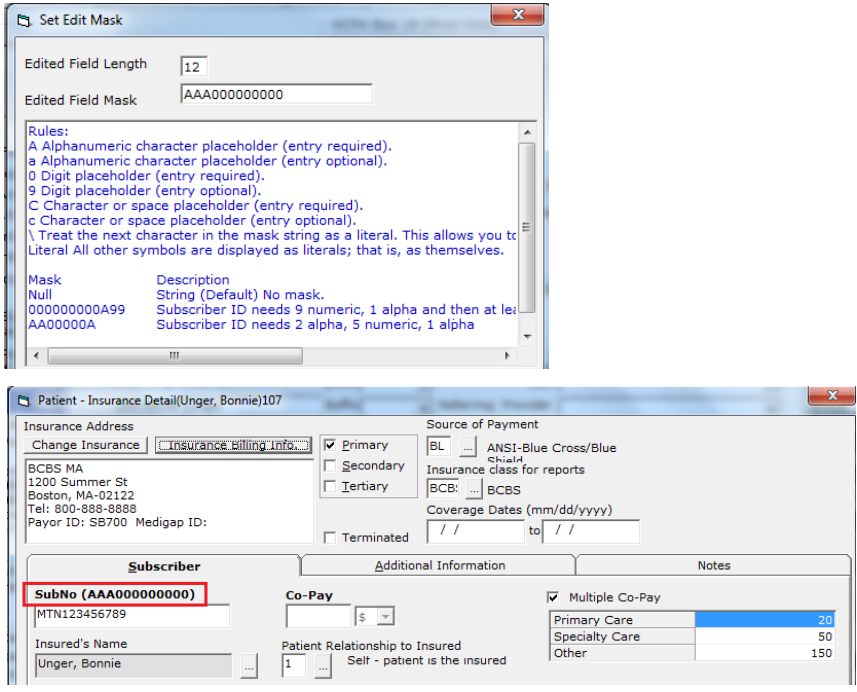 Set Edit Mask
Edited Field Length 12
Edited Field Mask AAA000000000
Rules:
A Alphanumeric character placeholder (entry required).
a Alphanumeric character placeholder (entry optional).
0 Digit placeholder (entry required).
9 Digit placeholder (entry optional).
C Character or space placeholder (entry required).
c Character or space placeholder (entry optional).
\ Treat the next character in the mask string as a literal. This allows you to
Literal All other symbols are displayed as literals; that is, as themselves.
Mask Description
Null String (Default) No mask.
000000000A99 Subscriber ID needs 9 numeric, 1 alpha and then at
AA00000A Subscriber ID needs 2 alpha, 5 numeric, 1 alpha
Patient - Insurance Detail(Unger, Bonnie)107
Insurance Address
Source of Payment
Change Insurance Insurance Billing Info. Primary BL ... ANSI-Blue Cross/Blue
Shield
BCBS MA
Secondary Insurance class for reports
1200 Summer St
Tertiary BCB: ... BCBS
Boston, MA-02122
Tel: 800-888-8888
Coverage Dates (mm/dd/yyyy)
Payor ID: SB700 Medigap ID:
Terminated / / to / /
Subscriber Additional Information Notes
SubNo (AAA000000000) Co-Pay Multiple Co-Pay
MTN123456789 $
Primary Care 20
Specialty Care 50
Other 150
Insured's Name Patient Relationship to Insured
Unger, Bonnie ... 1 ... Self - patient is the insured